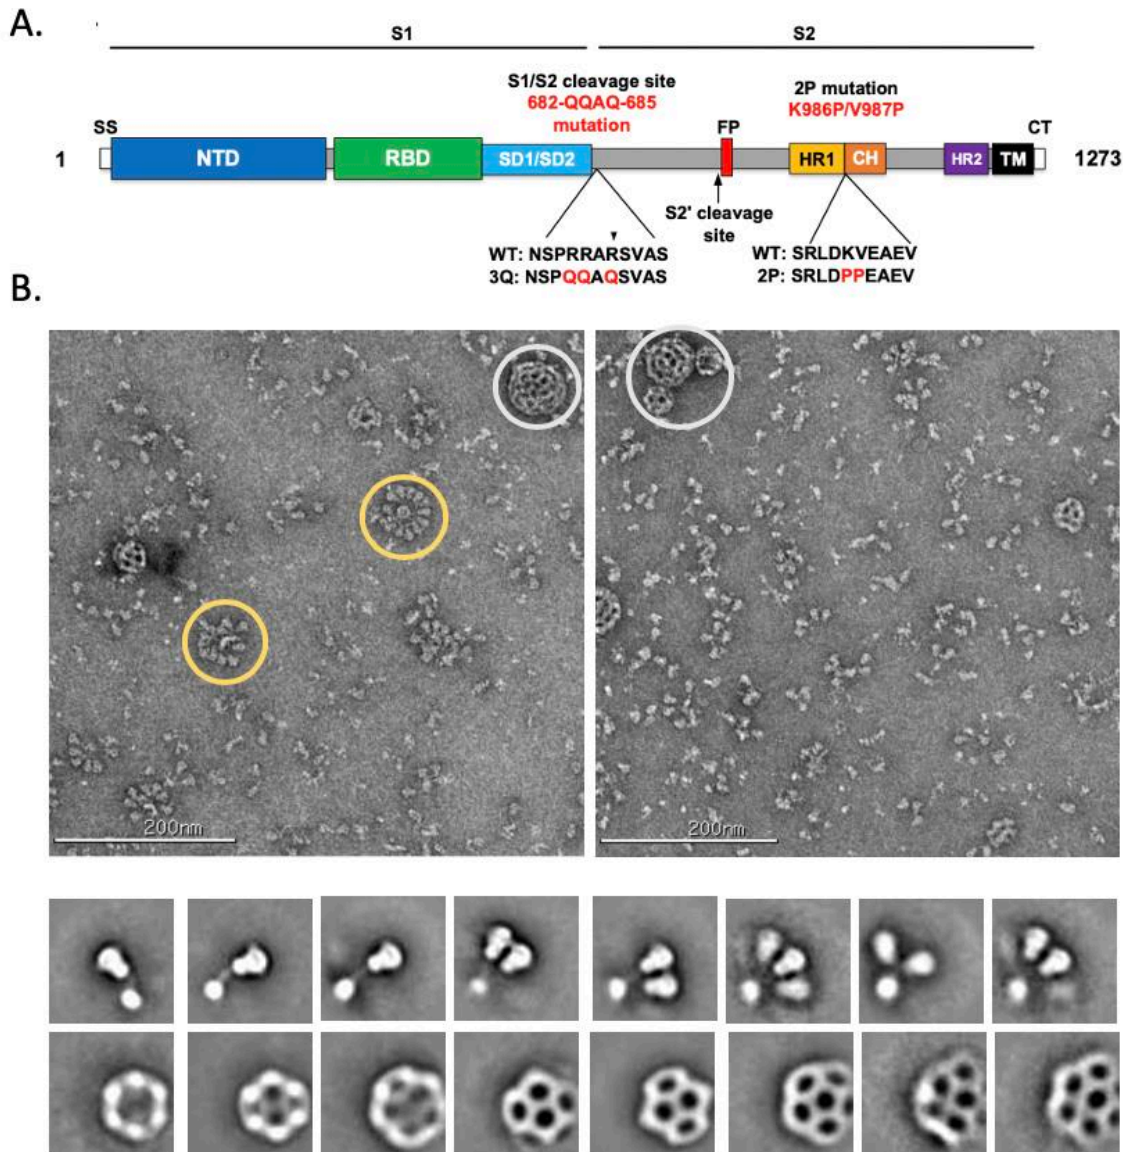 A.
S1
S2
S1/S2 cleavage site
682-QQAQ-685
mutation
2P mutation
K986P/V987P
SS
FP
CT
1
NTD
RBD
SD1/SD2
HR1
CH
HR2
TM
1273
S2' cleavage
site
WT: NSPRRARSVAS
3Q: NSPQQAQSVAS
WT: SRLDKVEAEV
2P: SRLDPPEAEV
B.
200nm
200nm